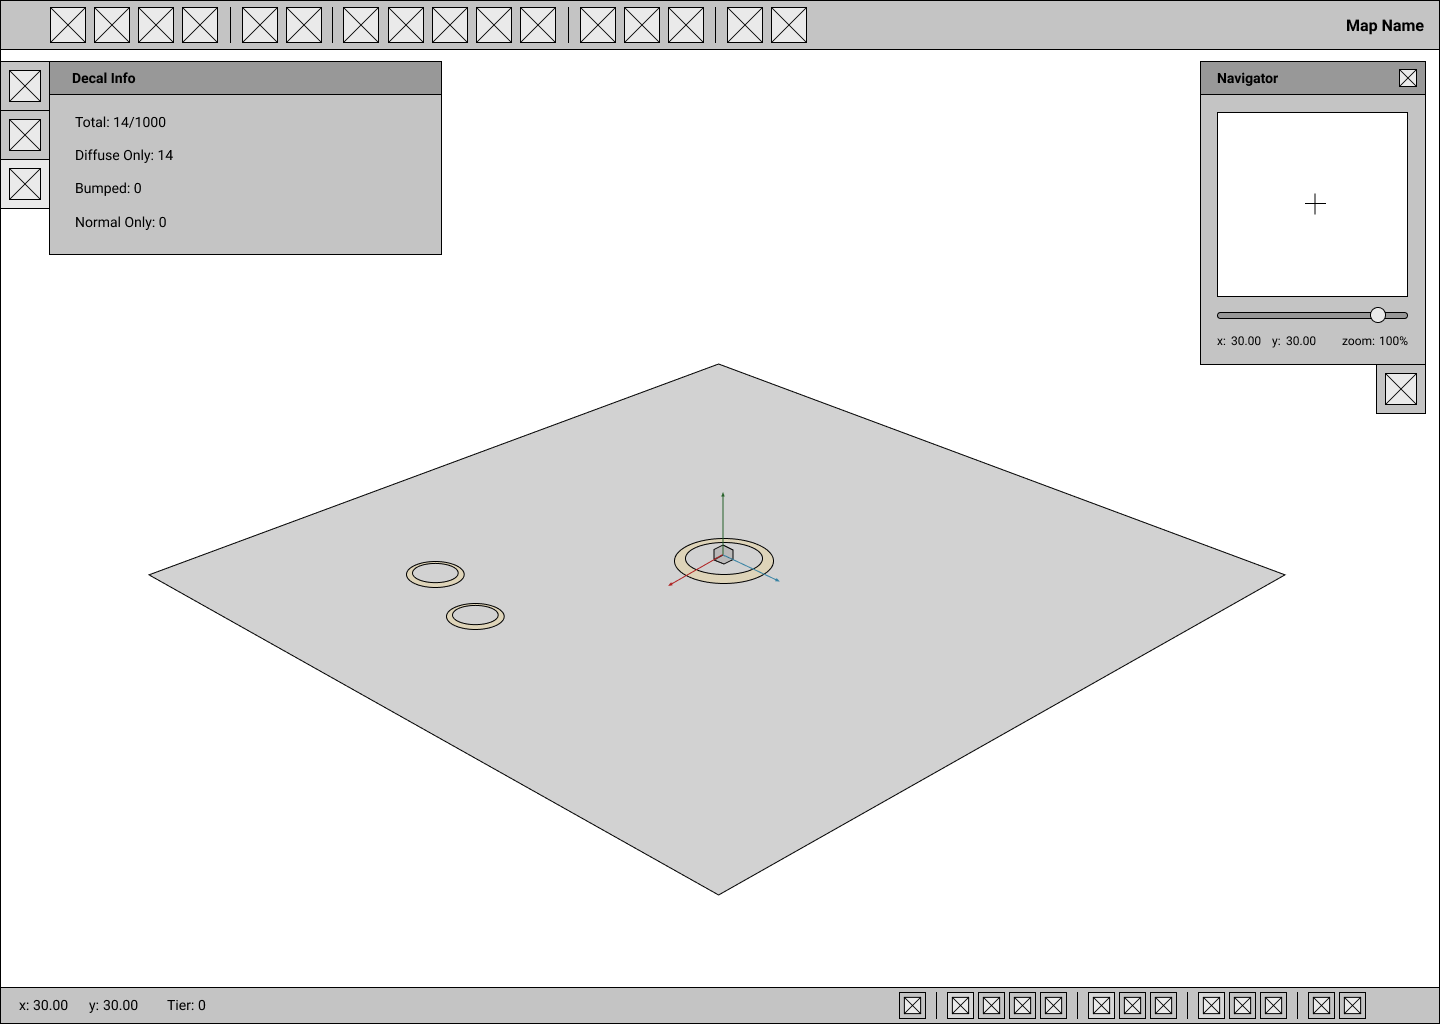 Map Name
Decal Info
Total: 14/1000
Diffuse Only: 14
Bumped: 0
Normal Only: 0
Navigator
x: 30.00 y: 30.00 zoom: 100%
x: 30.00 y: 30.00 Tier: 0